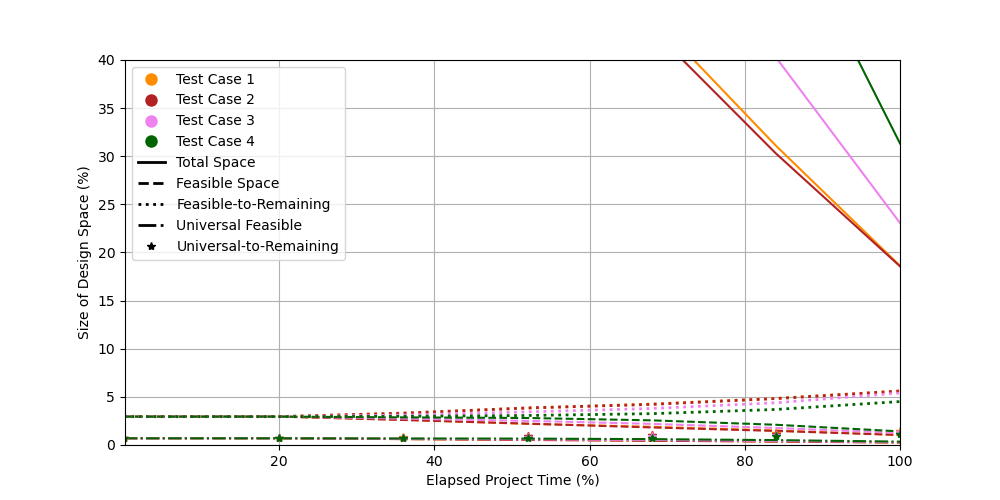 40
35
30
25
20
15
10
5
0
Size of Design Space (%)
Test Case 1
Test Case 2
Test Case 3
Test Case 4
Total Space
Feasible Space
Feasible-to-Remaining
Universal Feasible
Universal-to-Remaining
20
40
60
80
100
Elapsed Project Time (%)